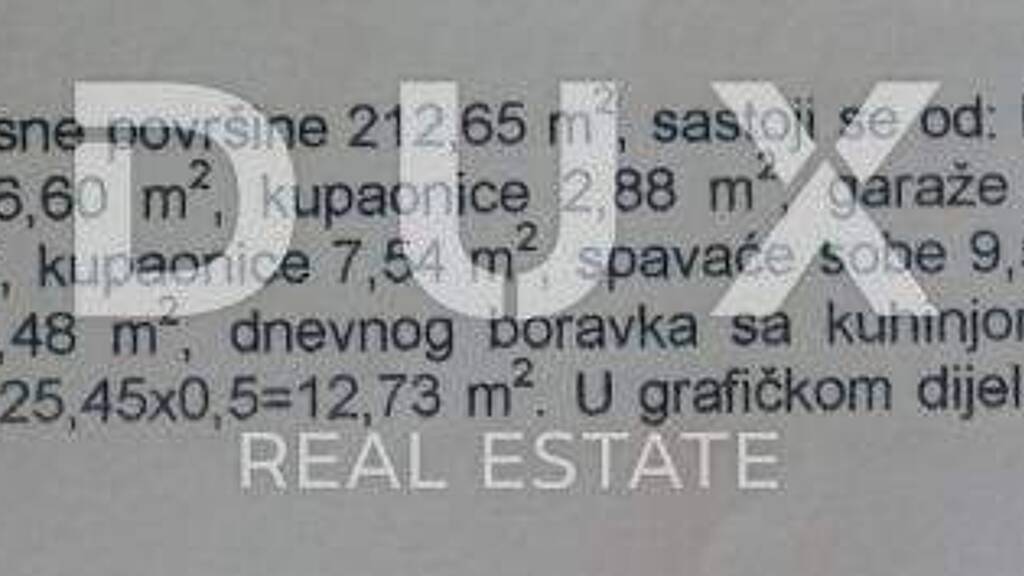 sne površine 212,65 m², sastoji se od:
6,60 m², kupaonice 2,88 m², garaže
, kupaonice 7,54 m², spavaće sobe 9,
,48 m², dnevnog boravka sa kuhinjom
25,45x0,5=12,73 m². U grafičkom dijel
DUX
REAL ESTATE